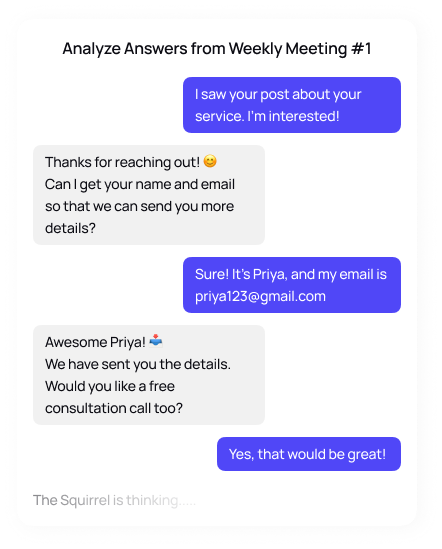 Analyze Answers from Weekly Meeting #1
I saw your post about your
service. I'm interested!
Thanks for reaching out! 😊
Can I get your name and email
so that we can send you more
details?
Sure! It's Priya, and my email is
priya123@gmail.com
Awesome Priya! 📥
We have sent you the details.
Would you like a free
consultation call too?
Yes, that would be great!
The Squirrel is thinking.....